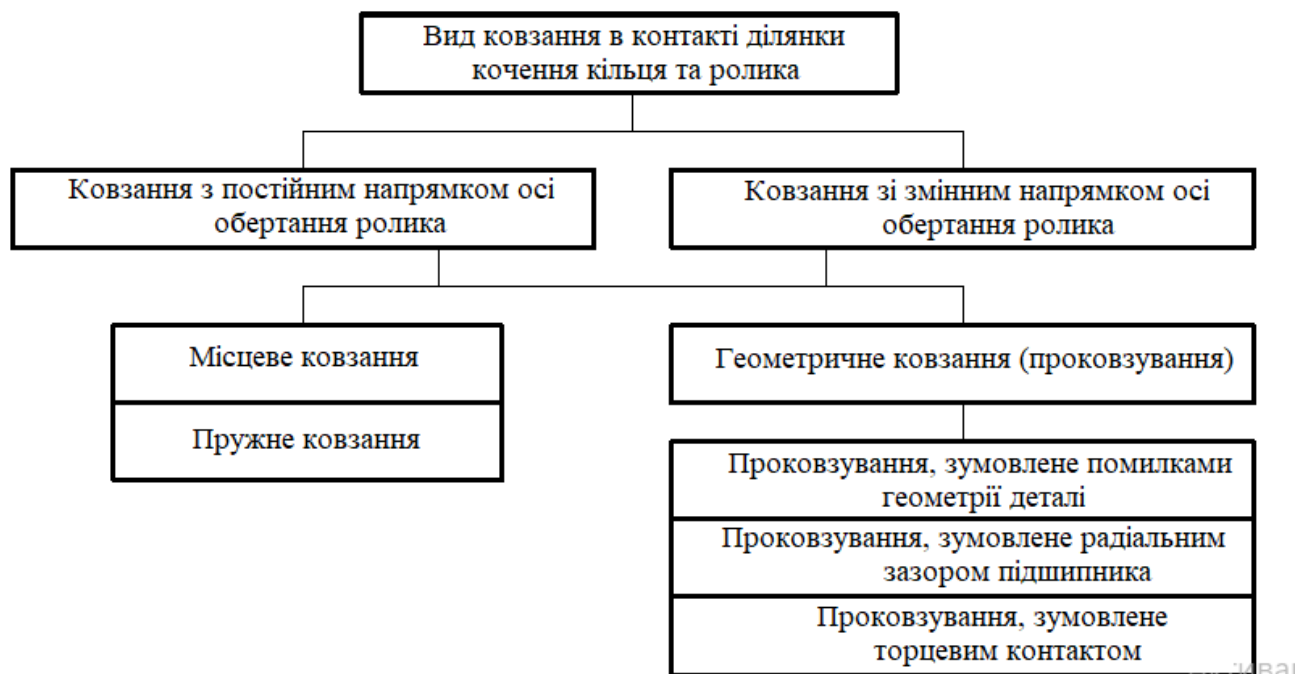 Вид ковзання в контакті ділянки
кочення кільця та ролика
Ковзання з постійним напрямком осі
обертання ролика
Ковзання зі змінним напрямком осі
обертання ролика
Місцеве ковзання
Пружне ковзання
Геометричне ковзання (проковзування)
Проковзування, зумовлене помилками
геометрії деталі
Проковзування, зумовлене радіальним
зазором підшипника
Проковзування, зумовлене
торцевим контактом